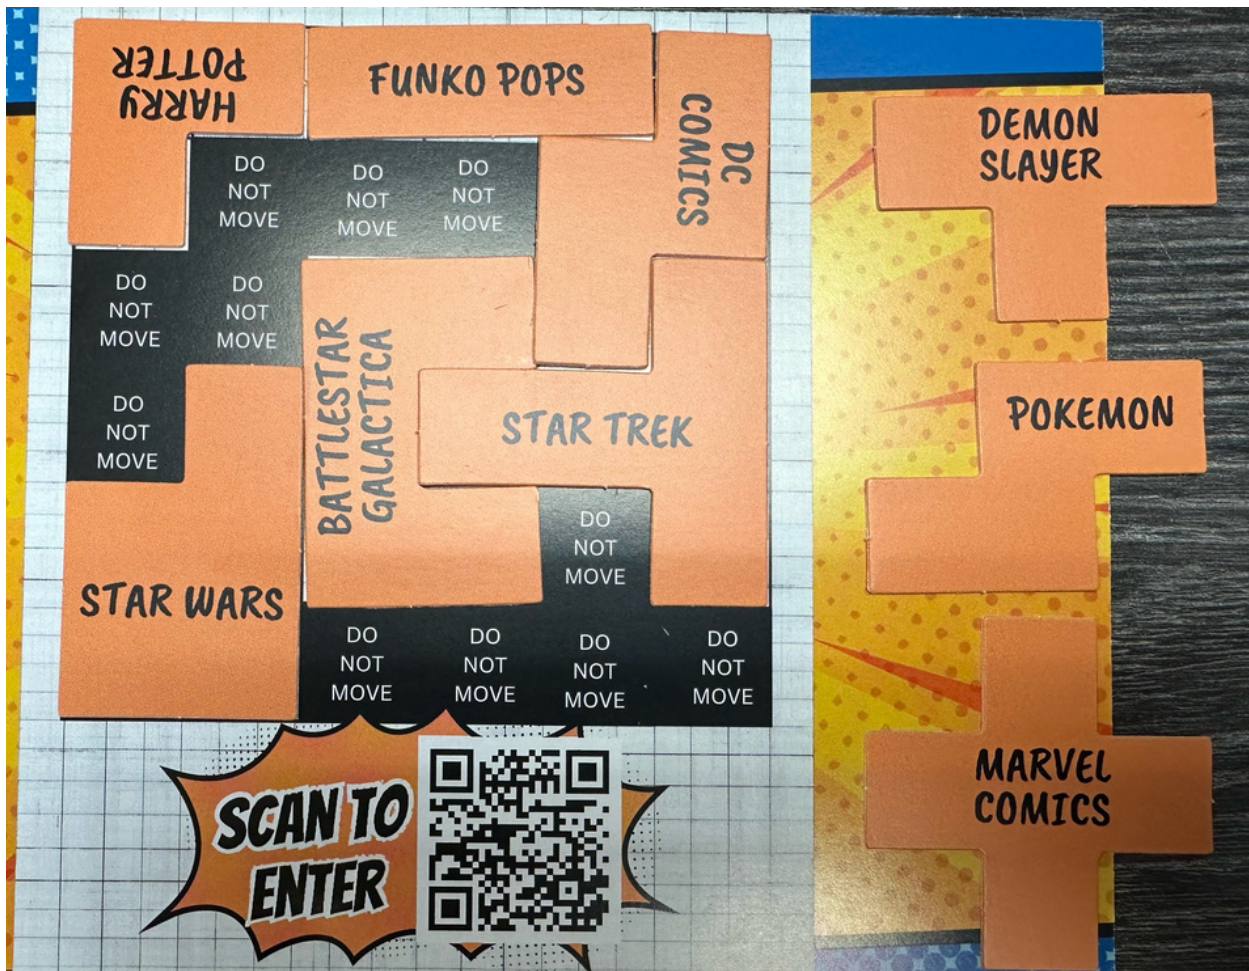 HARRY
POTTER
FUNKO POPS
DC
COMICS
DEMON
SLAYER
DO
NOT
MOVE
DO
NOT
MOVE
DO
NOT
MOVE
DO
NOT
MOVE
DO
NOT
MOVE
DO
NOT
MOVE
BATTLESTAR
GALACTICA
STAR TREK
POKEMON
DO
NOT
MOVE
STAR WARS
DO
NOT
MOVE
DO
NOT
MOVE
DO
NOT
MOVE
DO
NOT
MOVE
MARVEL
COMICS
SCAN TO
ENTER